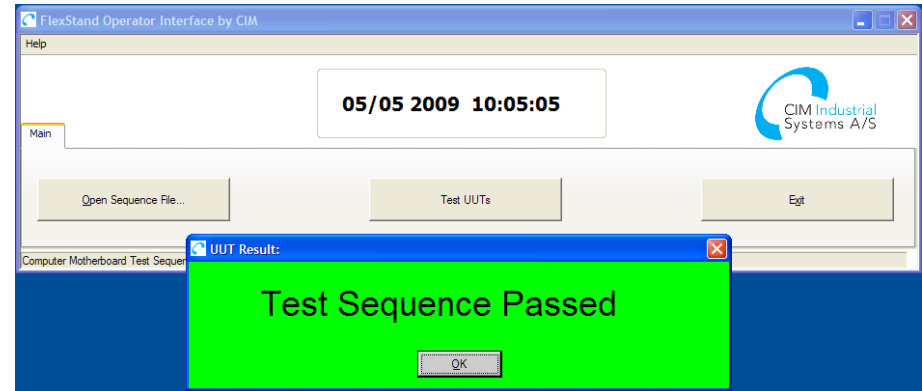 FlexStand Operator Interface by CIM
Help
05/05 2009 10:05:05
CIM Industrial
Systems A/S
Main
Open Sequence File...
Test UUTs
Exit
UUT Result:
Computer Motherboard Test Sequen
Test Sequence Passed
OK